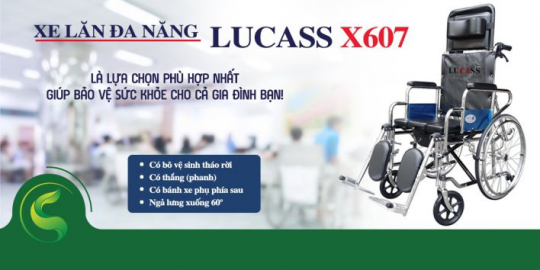 XE LĂN ĐA NĂNG LUCASS X607
LÀ LỰA CHỌN PHÙ HỢP NHẤT
GIÚP BẢO VỆ SỨC KHỎE CHO CẢ GIA ĐÌNH BẠN!
LUCASS
• Có bô vệ sinh tháo rời
• Có thắng (phanh)
• Có bánh xe phụ phía sau
• Ngả lưng xuống 60°